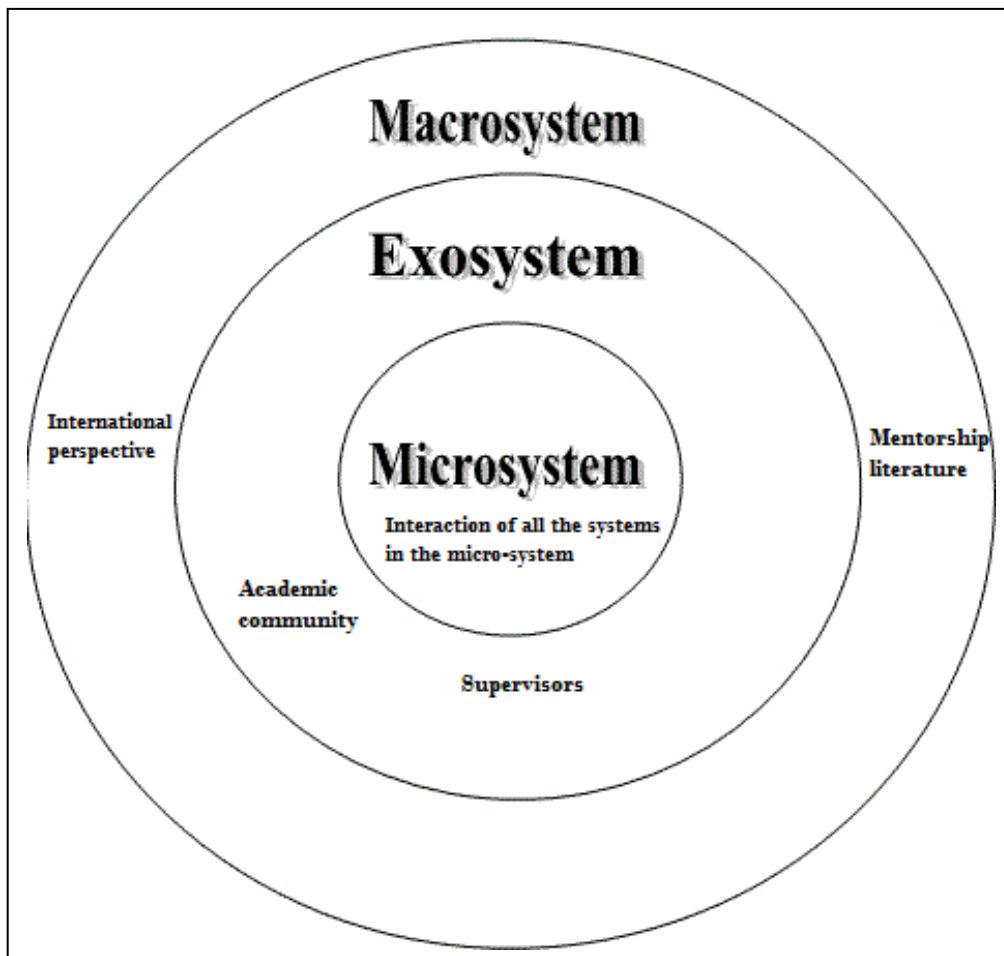 Macrosystem
Exosystem
International
perspective
Mentorship
literature
Microsystem
Interaction of all the systems
in the micro-system
Academic
community
Supervisors